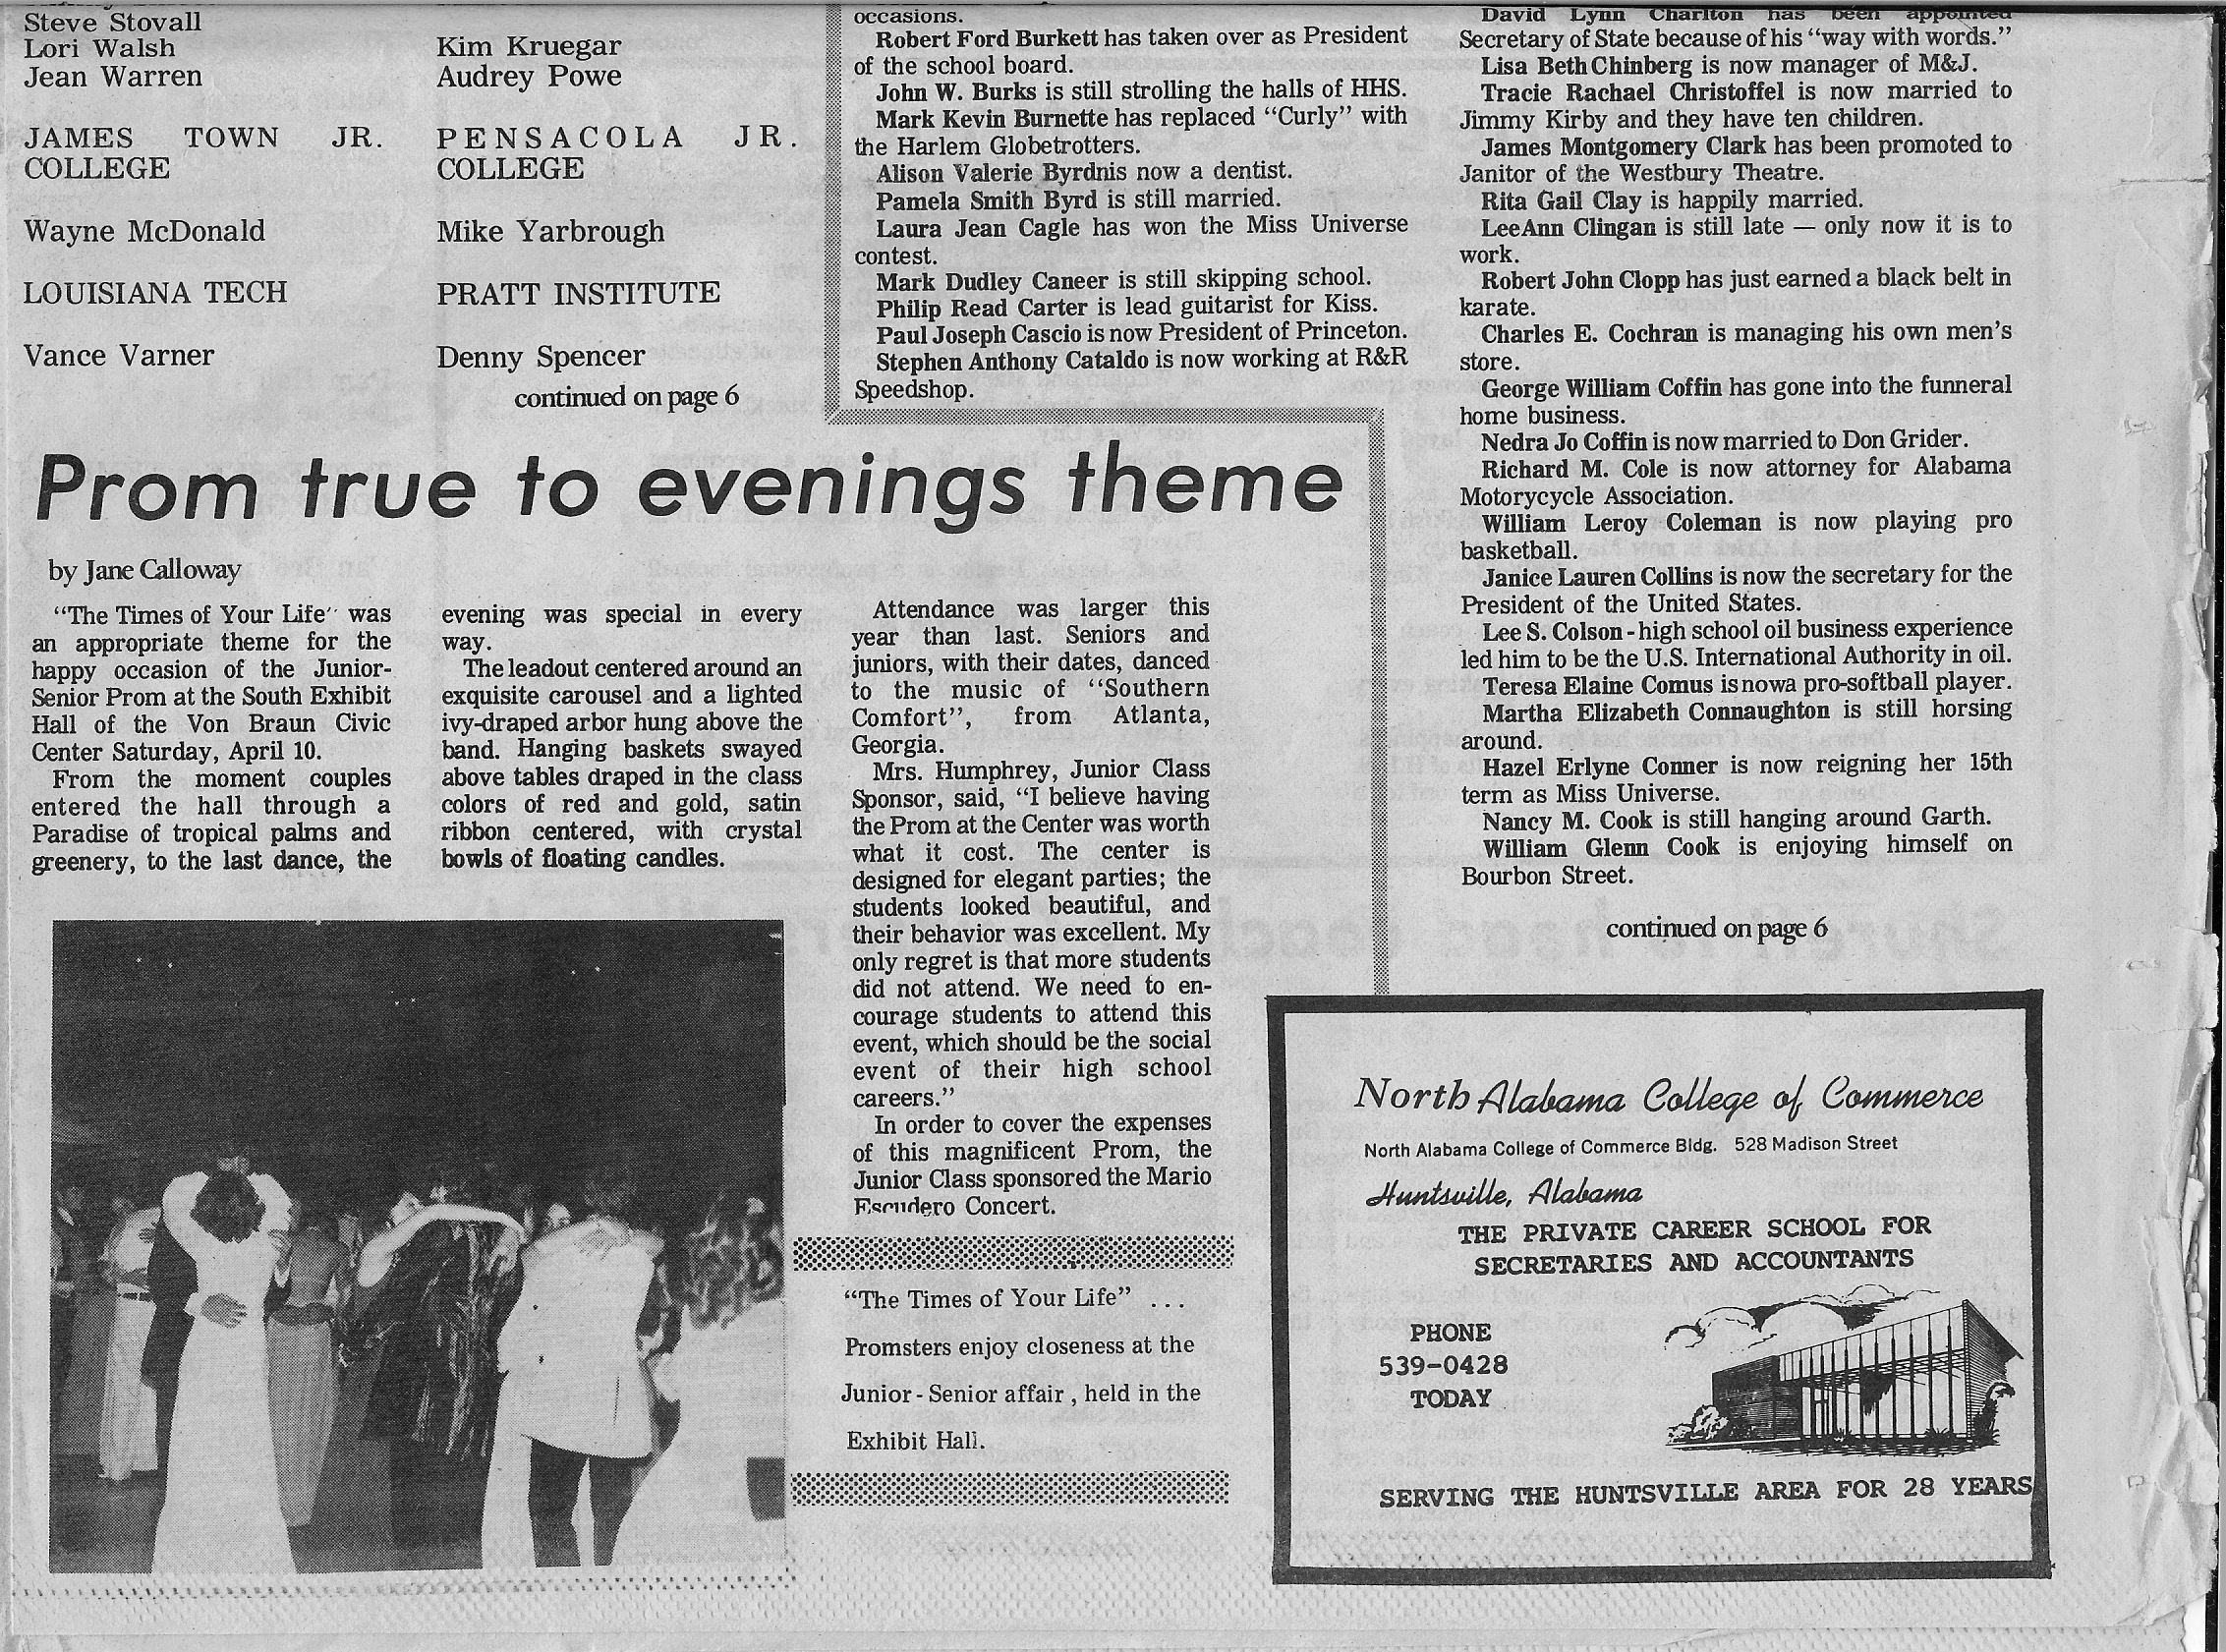 Steve Stovall
Lori Walsh
Jean Warren
JAMES TOWN JR.
COLLEGE
Wayne McDonald
LOUISIANA TECH
Vance Varner
Kim Kruegar
Audrey Powe
PENSACOLA JR.
COLLEGE
Mike Yarbrough
PRATT INSTITUTE
Denny Spencer
continued on page 6
occasions.
Robert Ford Burkett has taken over as President
of the school board.
John W. Burks is still strolling the halls of HHS.
Mark Kevin Burnette has replaced “Curly” with
the Harlem Globetrotters.
Alison Valerie Byrdnis now a dentist.
Pamela Smith Byrd is still married.
Laura Jean Cagle has won the Miss Universe
contest.
Mark Dudley Caneer is still skipping school.
Philip Read Carter is lead guitarist for Kiss.
Paul Joseph Cascio is now President of Princeton.
Stephen Anthony Cataldo is now working at R&R
Speedshop.
David Lynn Charlton has been appointed
Secretary of State because of his “way with words.”
Lisa Beth Chinberg is now manager of M&J.
Tracie Rachael Christoffel is now married to
Jimmy Kirby and they have ten children.
James Montgomery Clark has been promoted to
Janitor of the Westbury Theatre.
Rita Gail Clay is happily married.
LeeAnn Clingan is still late — only now it is to
work.
Robert John Clopp has just earned a black belt in
karate.
Charles E. Cochran is managing his own men’s
store.
George William Coffin has gone into the funneral
home business.
Nedra Jo Coffin is now married to Don Grider.
Richard M. Cole is now attorney for Alabama
Motorycycle Association.
William Leroy Coleman is now playing pro
basketball.
Janice Lauren Collins is now the secretary for the
President of the United States.
Lee S. Colson - high school oil business experience
led him to be the U.S. International Authority in oil.
Teresa Elaine Comus is now a pro-softball player.
Martha Elizabeth Connaughton is still horsing
around.
Hazel Erlyne Conner is now reigning her 15th
term as Miss Universe.
Nancy M. Cook is still hanging around Garth.
William Glenn Cook is enjoying himself on
Bourbon Street.
continued on page 6
Prom true to evenings theme
by Jane Calloway
“The Times of Your Life” was
an appropriate theme for the
happy occasion of the Junior-
Senior Prom at the South Exhibit
Hall of the Von Braun Civic
Center Saturday, April 10.
From the moment couples
entered the hall through a
Paradise of tropical palms and
greenery, to the last dance, the
evening was special in every
way.
The leadout centered around an
exquisite carousel and a lighted
ivy-draped arbor hung above the
band. Hanging baskets swayed
above tables draped in the class
colors of red and gold, satin
ribbon centered, with crystal
bowls of floating candles.
Attendance was larger this
year than last. Seniors and
juniors, with their dates, danced
to the music of “Southern
Comfort”, from Atlanta,
Georgia.
Mrs. Humphrey, Junior Class
Sponsor, said, “I believe having
the Prom at the Center was worth
what it cost. The center is
designed for elegant parties; the
students looked beautiful, and
their behavior was excellent. My
only regret is that more students
did not attend. We need to en-
courage students to attend this
event, which should be the social
event of their high school
careers.”
In order to cover the expenses
of this magnificent Prom, the
Junior Class sponsored the Mario
Escudero Concert.
“The Times of Your Life” ...
Promsters enjoy closeness at the
Junior - Senior affair , held in the
Exhibit Hall.
North Alabama College of Commerce
North Alabama College of Commerce Bldg. 528 Madison Street
Huntsville, Alabama
THE PRIVATE CAREER SCHOOL FOR
SECRETARIES AND ACCOUNTANTS
PHONE
539-0428
TODAY
SERVING THE HUNTSVILLE AREA FOR 28 YEARS